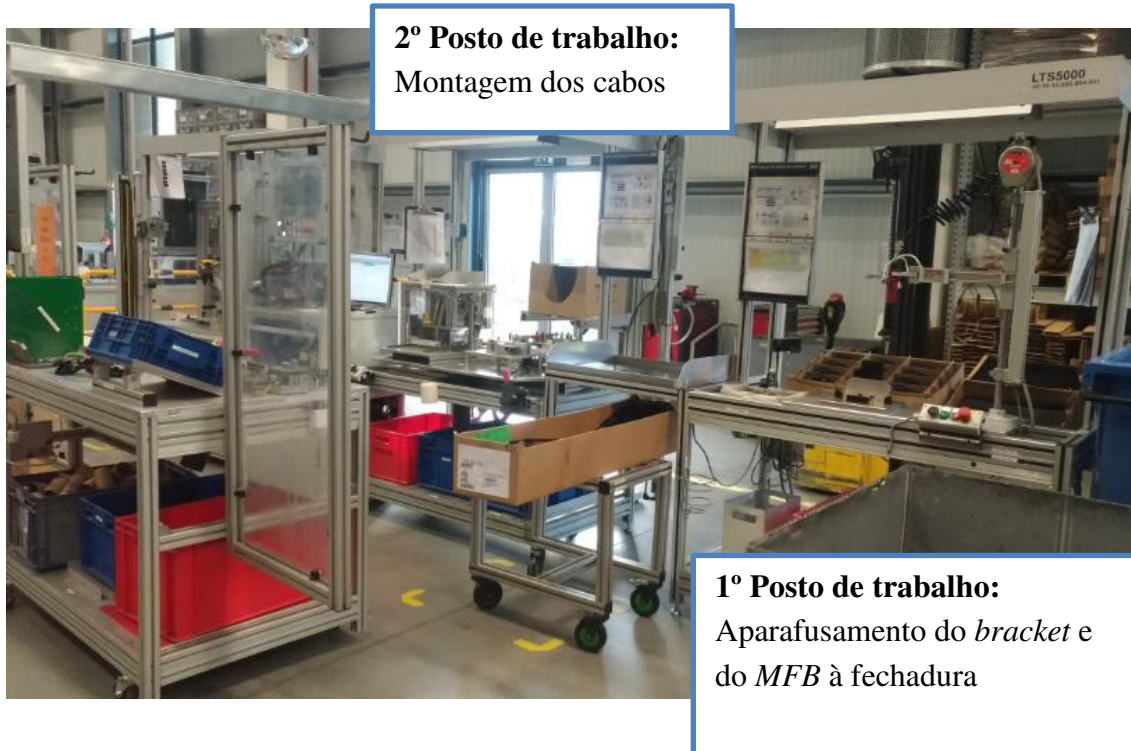 2º Posto de trabalho:
Montagem dos cabos
LTS5000
1º Posto de trabalho:
Aparafusamento do bracket e
do MFB à fechadura